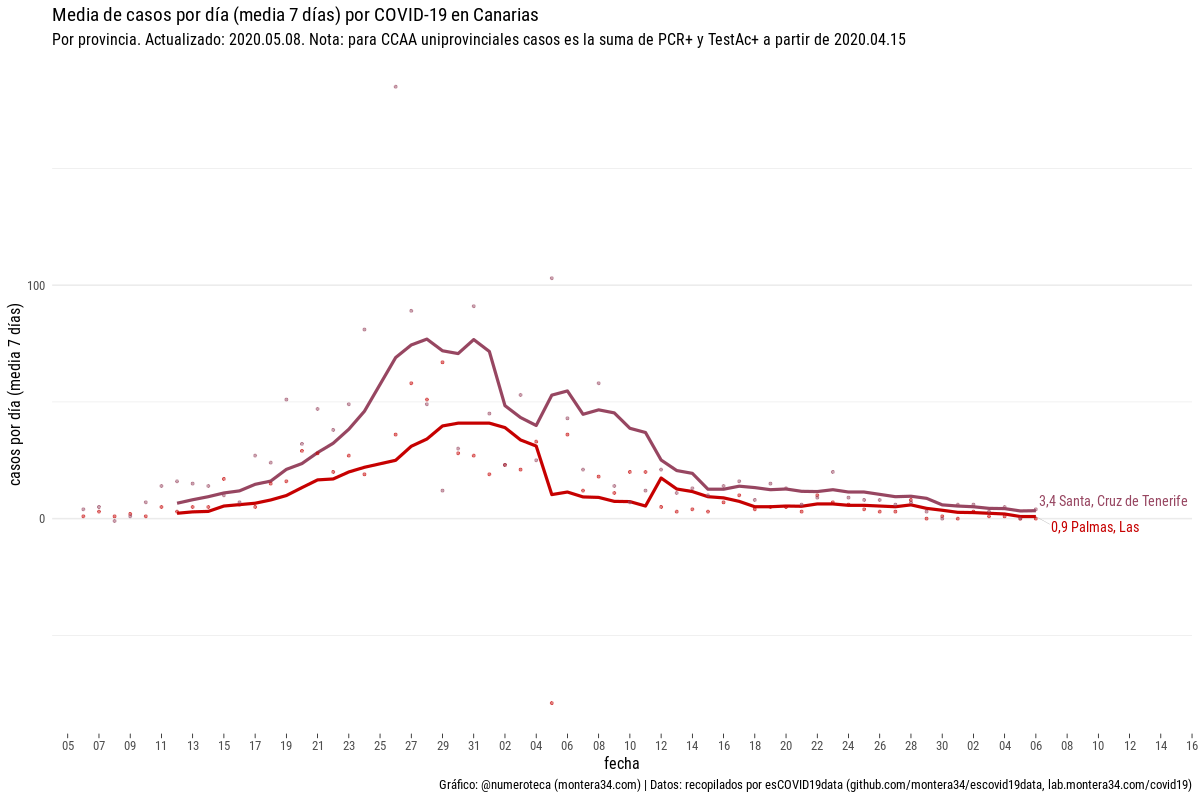 Media de casos por día (media 7 días) por COVID-19 en Canarias
Por provincia. Actualizado: 2020.05.08. Nota: para CCAA uniprovinciales casos es la suma de PCR+ y TestAc+ a partir de 2020.04.15
casos por día (media 7 días)
100
0
3,4 Santa, Cruz de Tenerife
0,9 Palmas, Las
05 07 09 11 13 15 17 19 21 23 25 27 29 31 02 04 06 08 10 12 14 16 18 20 22 24 26 28 30 02 04 06 08 10 12 14 16
fecha
Gráfico: @numeroteca (montera34.com) | Datos: recopilados por esCOVID19data (github.com/montera34/escovid19data, lab.montera34.com/covid19)